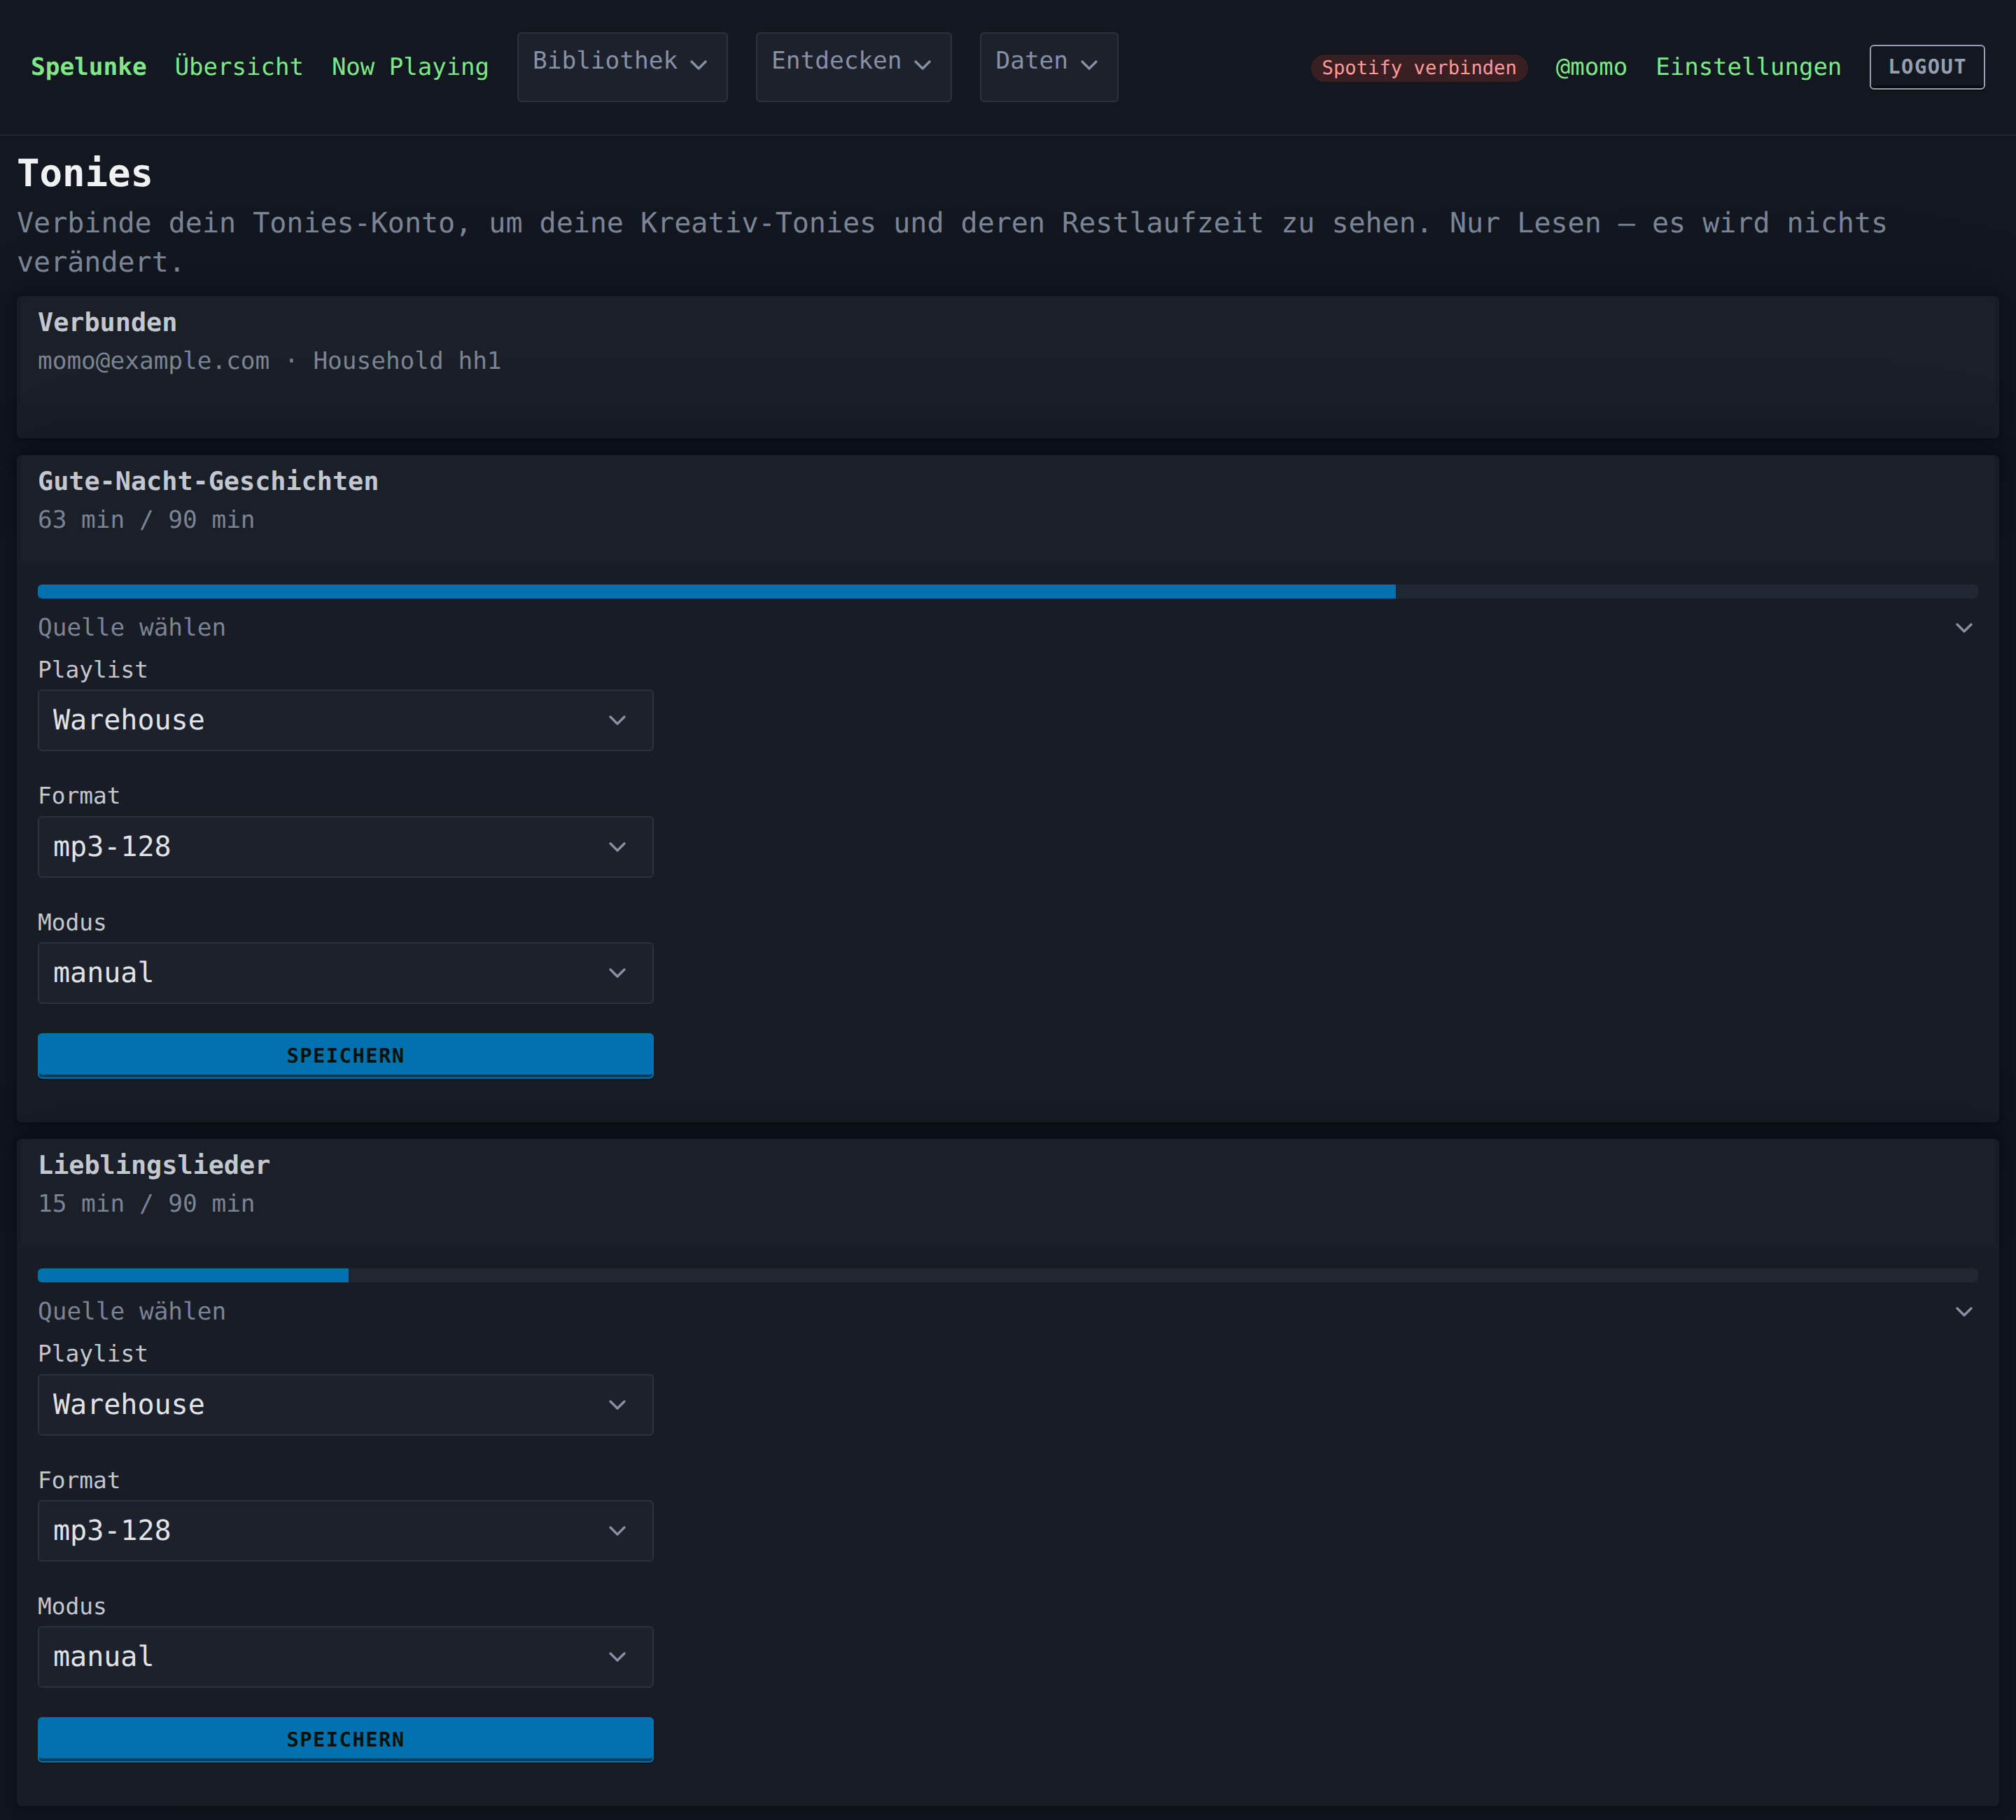 Spelunke Übersicht Now Playing Bibliothek Entdecken Daten Spotify verbinden @momo Einstellungen LOGOUT
Tonies
Verbinde dein Tonies-Konto, um deine Kreativ-Tonies und deren Restlaufzeit zu sehen. Nur Lesen — es wird nichts
verändert.
Verbunden
momo@example.com · Household hh1
Gute-Nacht-Geschichten
63 min / 90 min
Quelle wählen
Playlist
Warehouse
Format
mp3-128
Modus
manual
SPEICHERN
Lieblingslieder
15 min / 90 min
Quelle wählen
Playlist
Warehouse
Format
mp3-128
Modus
manual
SPEICHERN